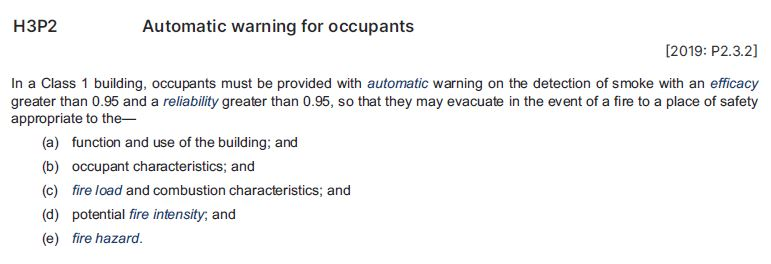 H3P2 Automatic warning for occupants
[2019: P2.3.2]
In a Class 1 building, occupants must be provided with automatic warning on the detection of smoke with an efficacy
greater than 0.95 and a reliability greater than 0.95, so that they may evacuate in the event of a fire to a place of safety
appropriate to the—
(a) function and use of the building; and
(b) occupant characteristics; and
(c) fire load and combustion characteristics; and
(d) potential fire intensity; and
(e) fire hazard.